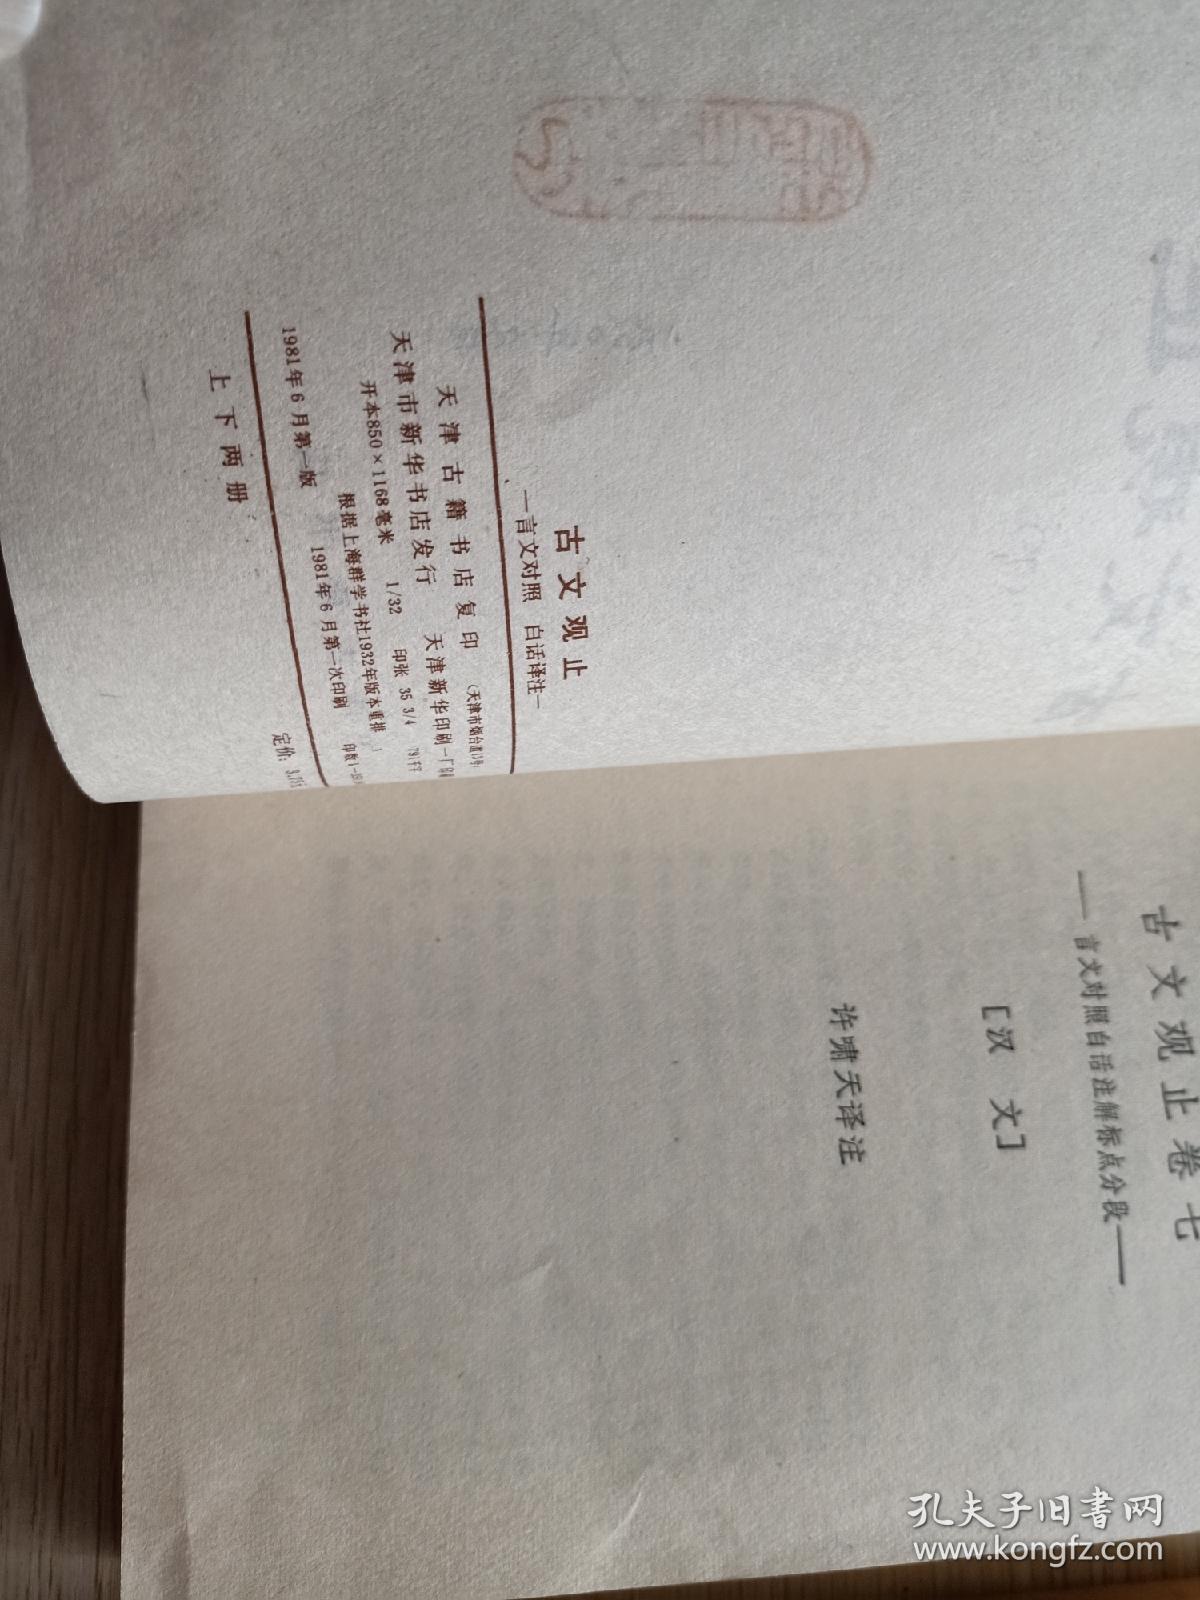 古文观止
—言文对照 白话译注—
天津古籍书店复印
天津市新华书店发行 天津新华印刷一厂
开本850×1168毫米 1/32 印张 35 3/4
根据上海群学书社1932年版本重排
1981年6月第一版 1981年6月第一次印刷
定价:
上下两册
古文观止卷七
——言文对照白话注解标点分段——
[汉 文]
许啸天译注
孔夫子旧书网
www.kongfz.com